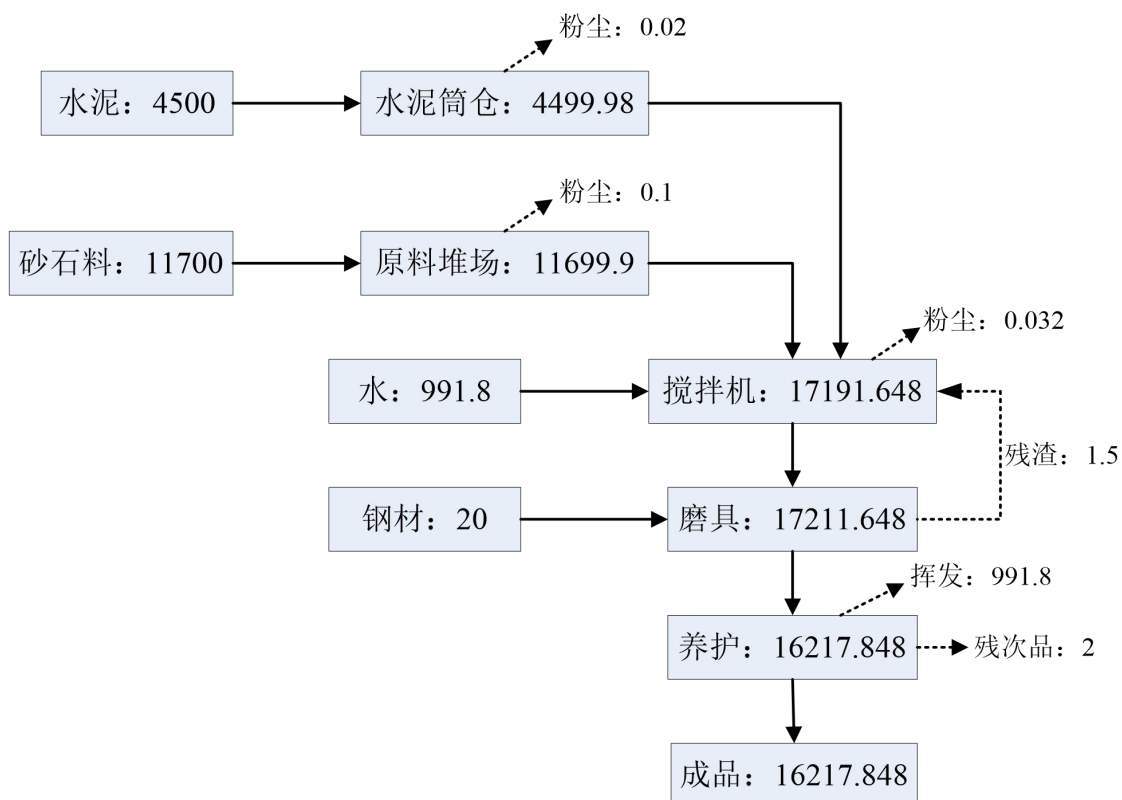 粉尘：0.02
水泥：4500
水泥筒仓：4499.98
粉尘：0.1
砂石料：11700
原料堆场：11699.9
粉尘：0.032
水：991.8
搅拌机：17191.648
残渣：1.5
钢材：20
磨具：17211.648
挥发：991.8
养护：16217.848
残次品：2
成品：16217.848